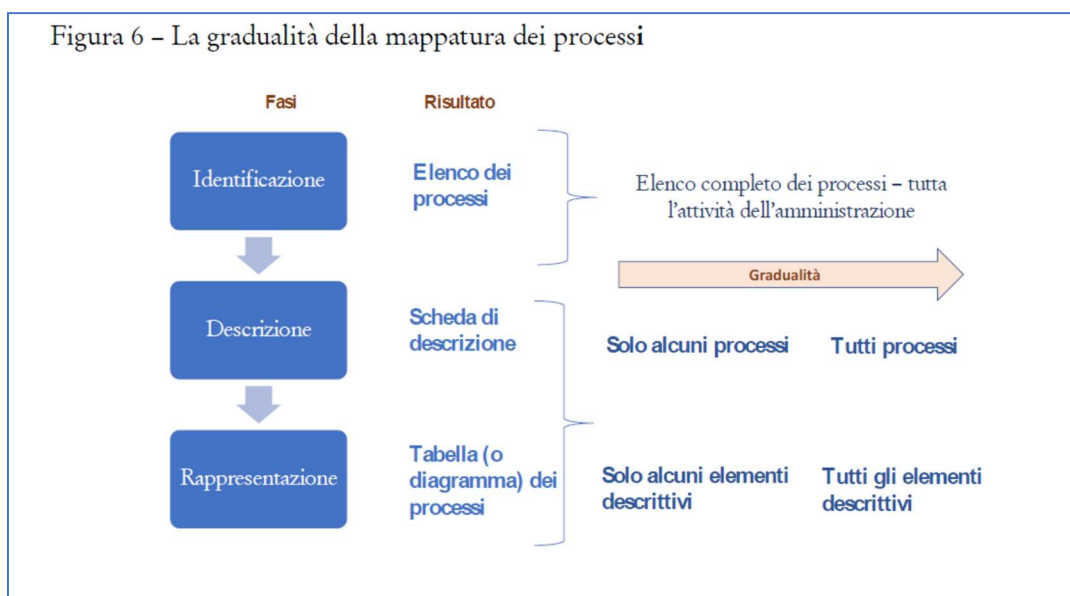 Figura 6 – La gradualità della mappatura dei processi
Fasi
Risultato
Identificazione
Elenco dei
processi
Elenco completo dei processi – tutta
l'attività dell'amministrazione
Gradualità
Descrizione
Scheda di
descrizione
Solo alcuni processi
Tutti processi
Rappresentazione
Tabella (o
diagramma) dei
processi
Solo alcuni elementi
descrittivi
Tutti gli elementi
descrittivi